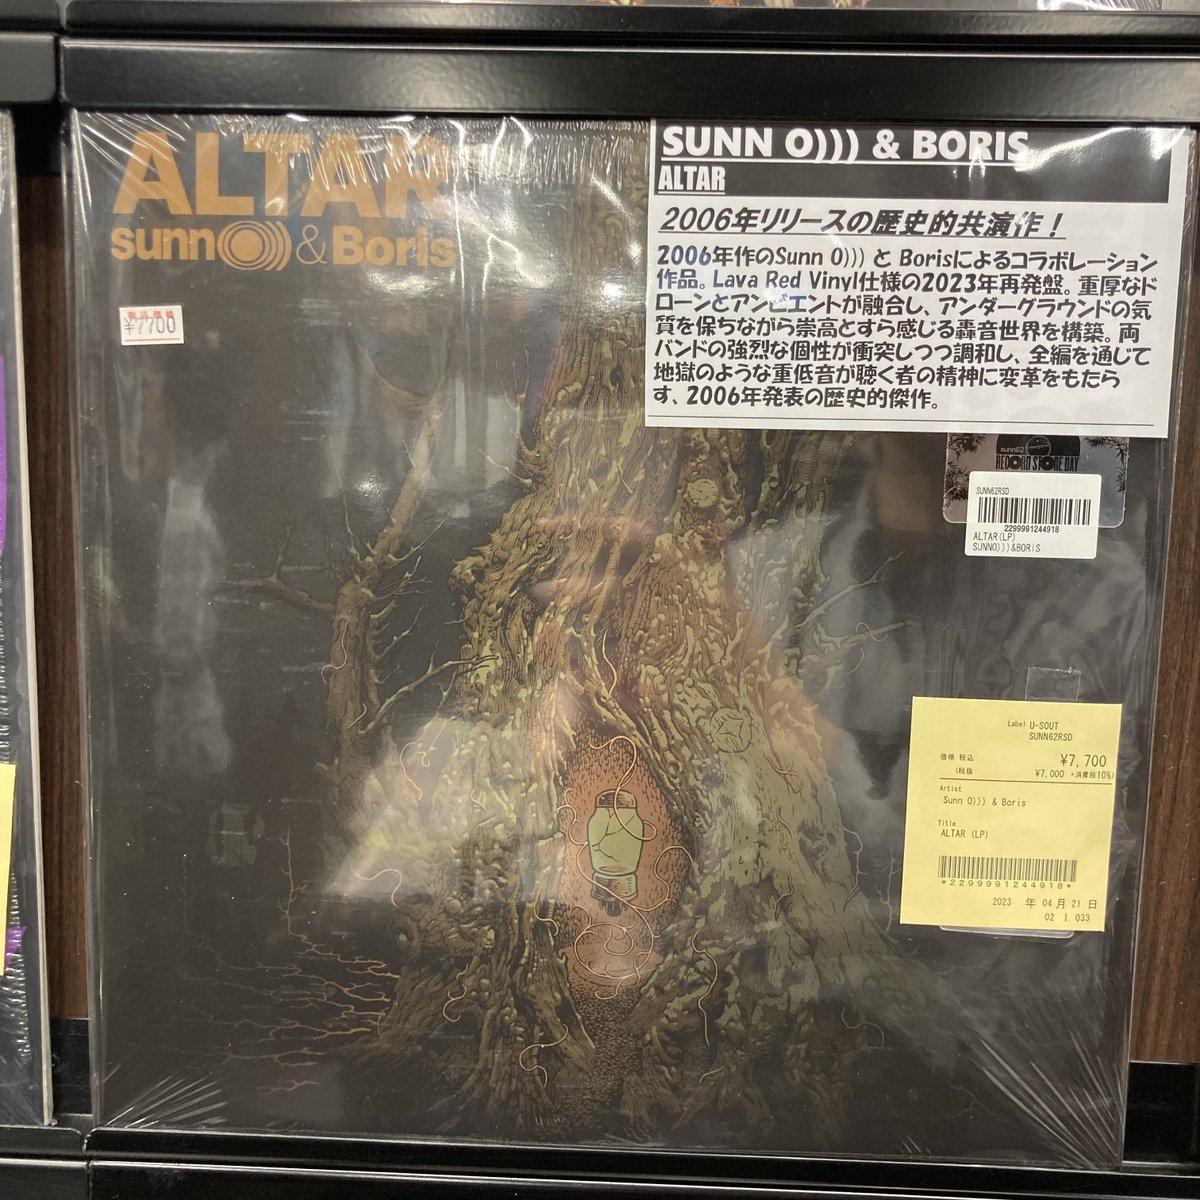 ALTAR
sunn O))) & Boris
税込価格
¥7700
SUNN O))) & BORIS
ALTAR
2006年リリースの歴史的共演作！
2006年作のSunn O))) と Borisによるコラボレーション
作品。Lava Red Vinyl仕様の2023年再発盤。重厚なド
ローンとアンビエントが融合し、アンダーグラウンドの気
質を保ちながら崇高とすら感じる轟音世界を構築。両
バンドの強烈な個性が衝突しつつ調和し、全編を通じて
地獄のような重低音が聴く者の精神に変革をもたら
す、2006年発表の歴史的傑作。
sunn62
RECORD STORE DAY
SUNN62RSD
2299991244918
ALTAR(LP)
SUNNO)))&BORIS
Label U-SOUT
SUNN62RSD
価格 税込 ¥7,700
(税抜 ¥7,000 +消費税10%)
Artist
Sunn O))) & Boris
Title
ALTAR (LP)
*2299991244918*
2023 年 04 月 21 日
02 | 033